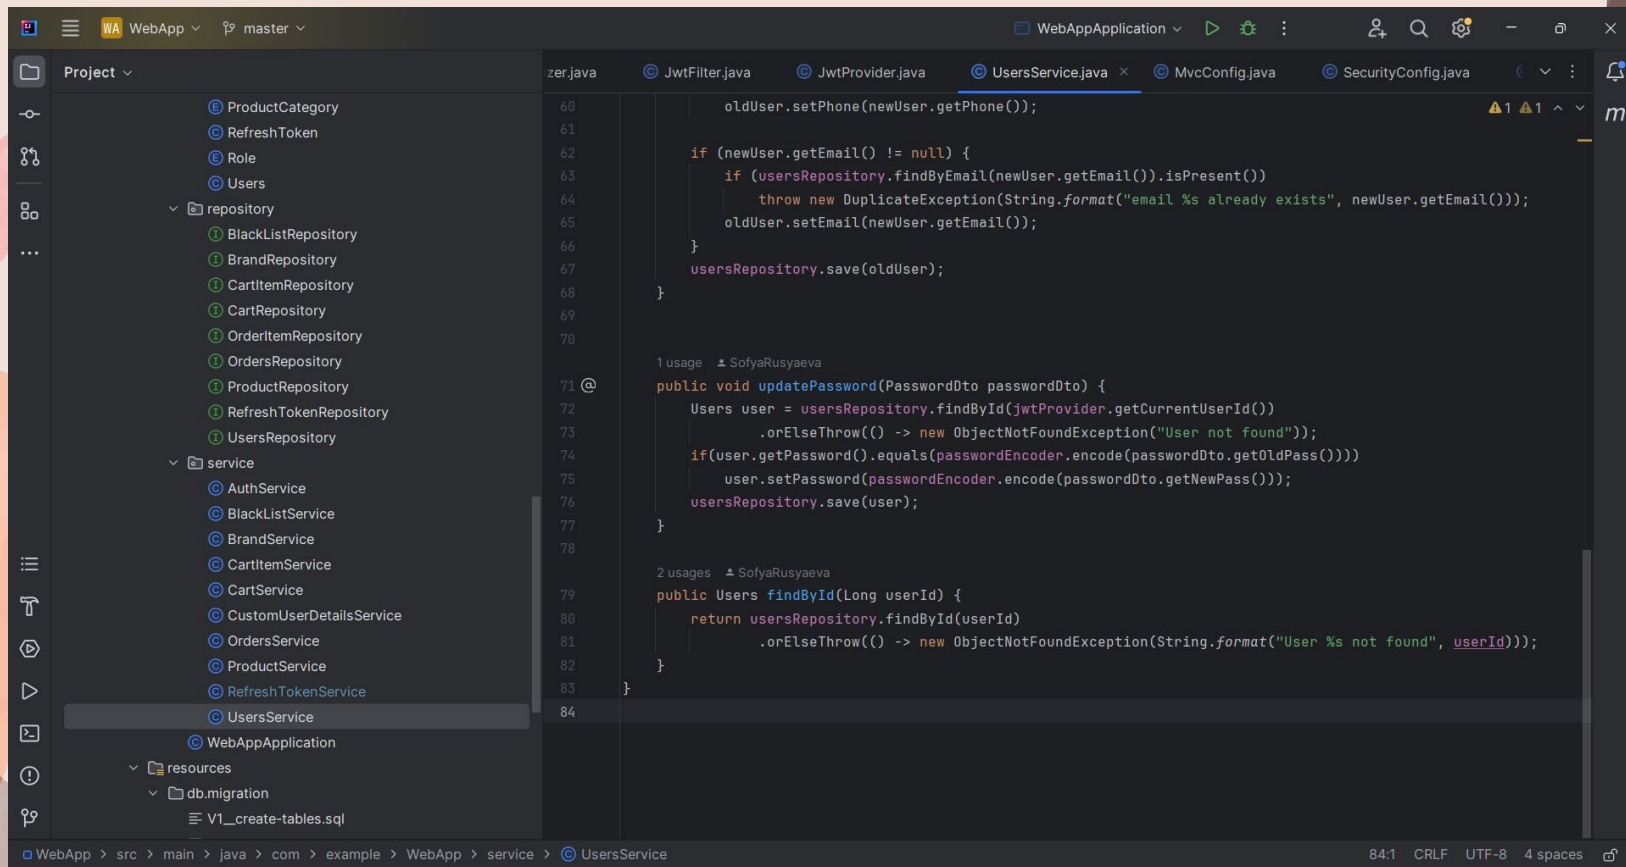 WA WebApp master WebAppApplication
Project
zer.java JwtFilter.java JwtProvider.java UsersService.java MvcConfig.java SecurityConfig.java
ProductCategory
RefreshToken
Role
Users
repository
BlackListRepository
BrandRepository
CartItemRepository
CartRepository
OrderItemRepository
OrdersRepository
ProductRepository
RefreshTokenRepository
UsersRepository
service
AuthService
BlackListService
BrandService
CartItemService
CartService
CustomUserDetailsService
OrdersService
ProductService
RefreshTokenService
UsersService
WebAppApplication
resources
db.migration
V1__create-tables.sql
1 1
m
60 oldUser.setPhone(newUser.getPhone());
61
62 if (newUser.getEmail() != null) {
63 if (usersRepository.findByEmail(newUser.getEmail()).isPresent())
64 throw new DuplicateException(String.format("email %s already exists", newUser.getEmail()));
65 oldUser.setEmail(newUser.getEmail());
66 }
67 usersRepository.save(oldUser);
68 }
69
70
1 usage SofyaRusyaeva
71 @ public void updatePassword(PasswordDto passwordDto) {
72 Users user = usersRepository.findById(jwtProvider.getCurrentUserId())
73 .orElseThrow(() -> new ObjectNotFoundException("User not found"));
74 if(user.getPassword().equals(passwordEncoder.encode(passwordDto.getOldPass())))
75 user.setPassword(passwordEncoder.encode(passwordDto.getNewPass()));
76 usersRepository.save(user);
77 }
78
2 usages SofyaRusyaeva
79 public Users findById(Long userId) {
80 return usersRepository.findById(userId)
81 .orElseThrow(() -> new ObjectNotFoundException(String.format("User %s not found", userId)));
82 }
83 }
84
WebApp > src > main > java > com > example > WebApp > service > UsersService 84:1 CRLF UTF-8 4 spaces